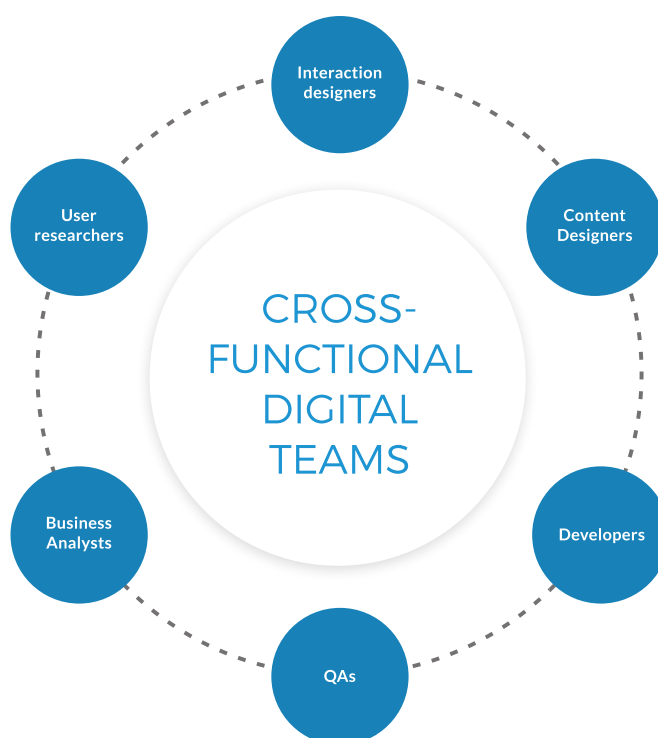 Interaction
designers
User
researchers
Content
Designers
CROSS-
FUNCTIONAL
DIGITAL
TEAMS
Business
Analysts
Developers
QAs